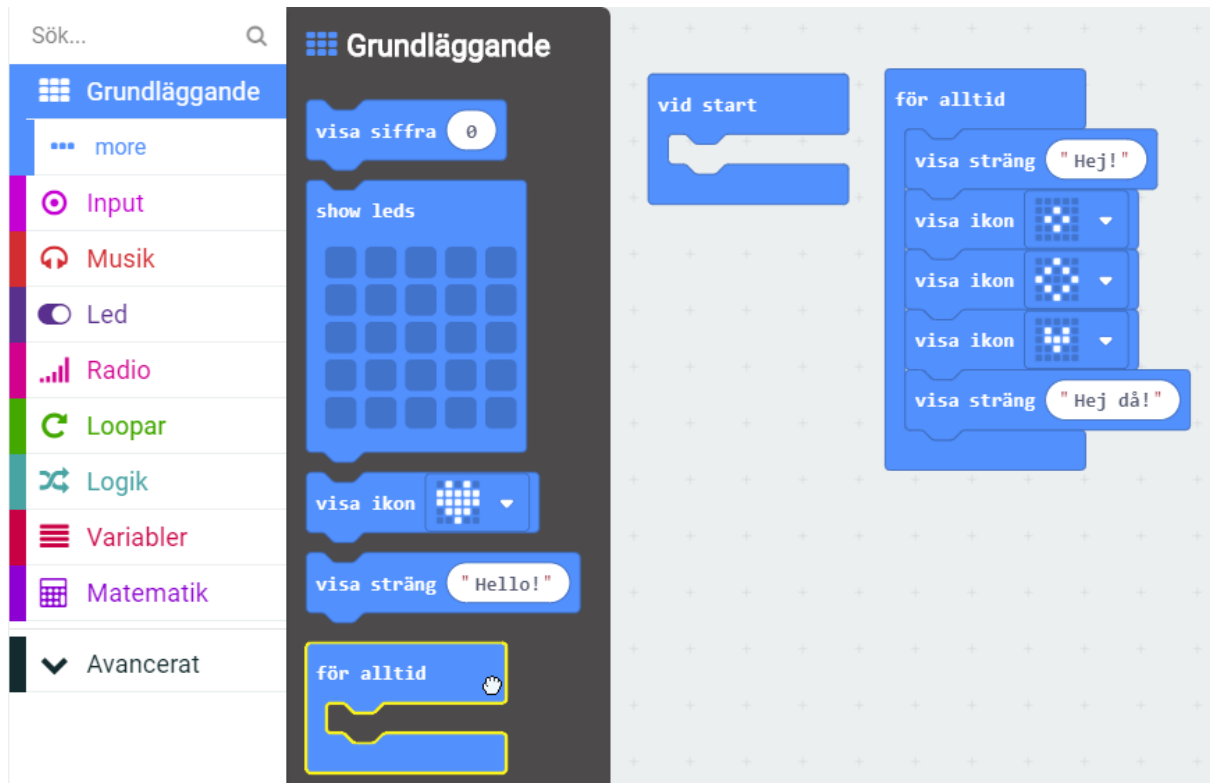 Sök...
Grundläggande
more
Input
Musik
Led
Radio
Loopar
Logik
Variabler
Matematik
Avancerat
Grundläggande
visa siffra 0
show leds
visa ikon
visa sträng "Hello!"
för alltid
vid start
för alltid
visa sträng "Hej!"
visa ikon
visa ikon
visa ikon
visa sträng "Hej då!"